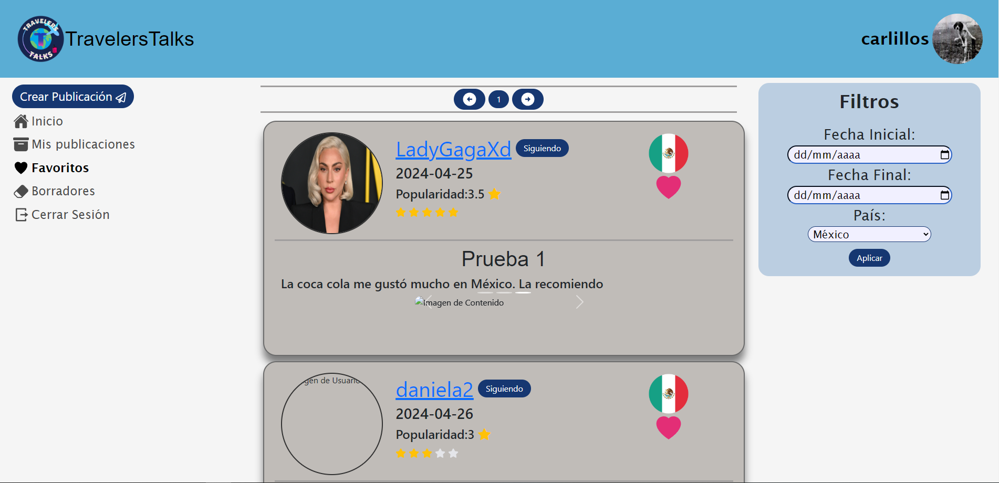 TRAVELERS
TALKS
TravelersTalks
carlillos
Crear Publicación
Inicio
Mis publicaciones
Favoritos
Borradores
Cerrar Sesión
1
LadyGagaXd
Siguiendo
2024-04-25
Popularidad:3.5
Prueba 1
La coca cola me gustó mucho en México. La recomiendo
Imagen de Contenido
gen de Usuario
daniela2
Siguiendo
2024-04-26
Popularidad:3
Filtros
Fecha Inicial:
dd/mm/aaaa
Fecha Final:
dd/mm/aaaa
País:
México
Aplicar